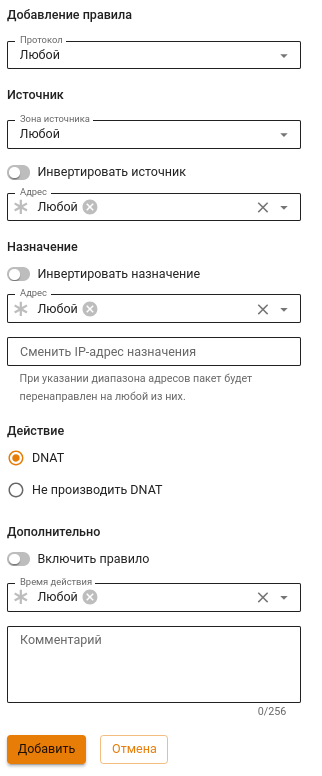 Добавление правила
Протокол
Любой
Источник
Зона источника
Любой
Инвертировать источник
Адрес
Любой
Назначение
Инвертировать назначение
Адрес
Любой
Сменить IP-адрес назначения
При указании диапазона адресов пакет будет
перенаправлен на любой из них.
Действие
DNAT
Не производить DNAT
Дополнительно
Включить правило
Время действия
Любой
Комментарий
0/256
Добавить
Отмена